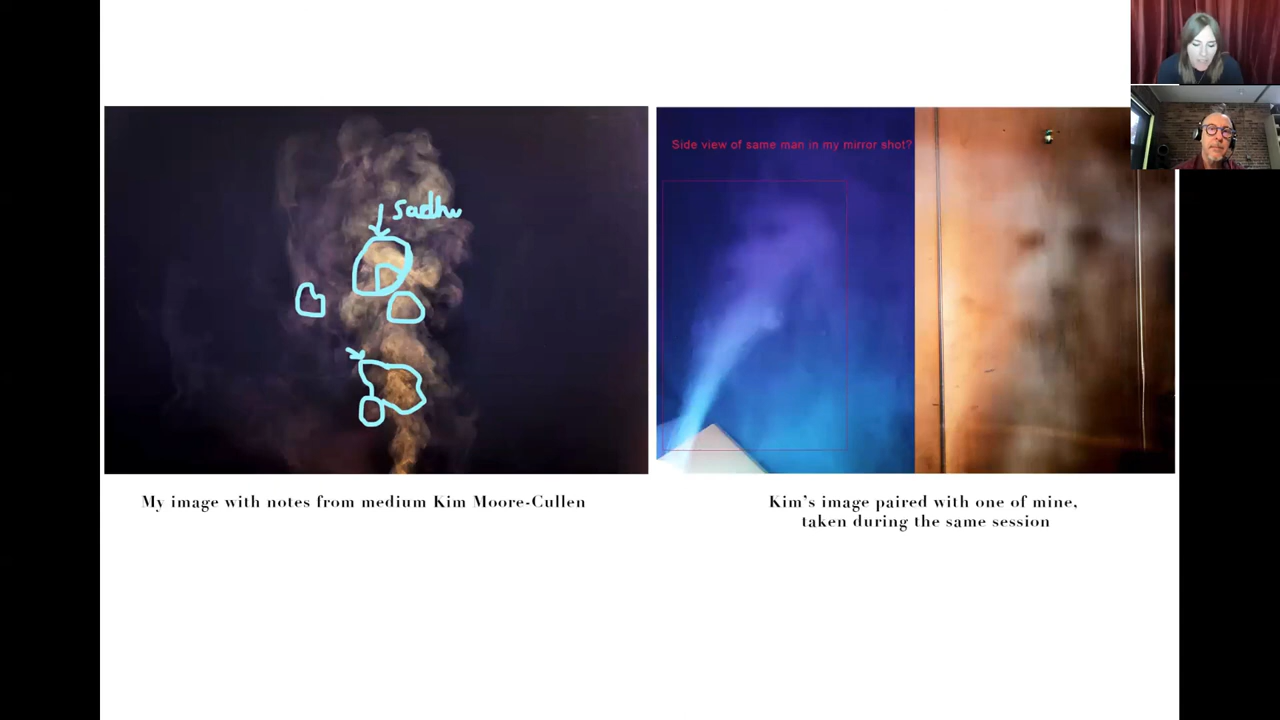 Sadhu
Side view of same man in my mirror shot?
My image with notes from medium Kim Moore-Cullen
Kim's image paired with one of mine,
taken during the same session